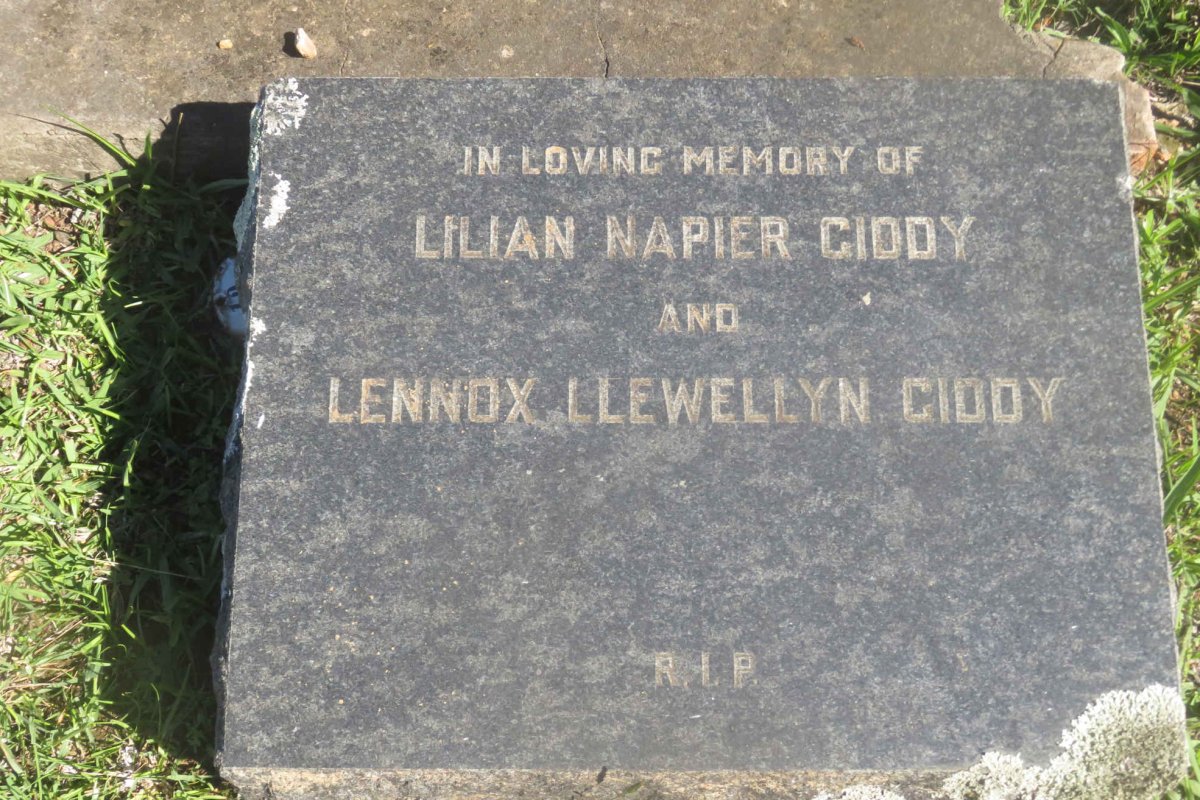 IN LOVING MEMORY OF
LILIAN NAPIER GIDDY
AND
LENNOX LLEWELLYN GIDDY
R.I.P.